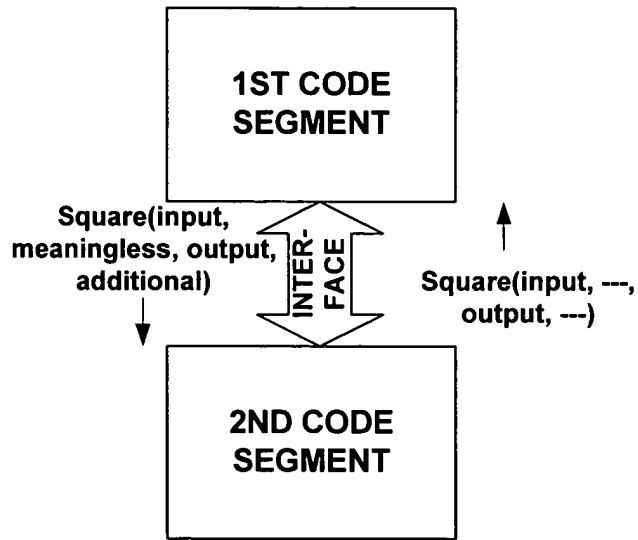 1ST CODE
SEGMENT
Square(input,
meaningless, output,
additional)
INTER-
FACE
Square(input, ---,
output, ---)
2ND CODE
SEGMENT